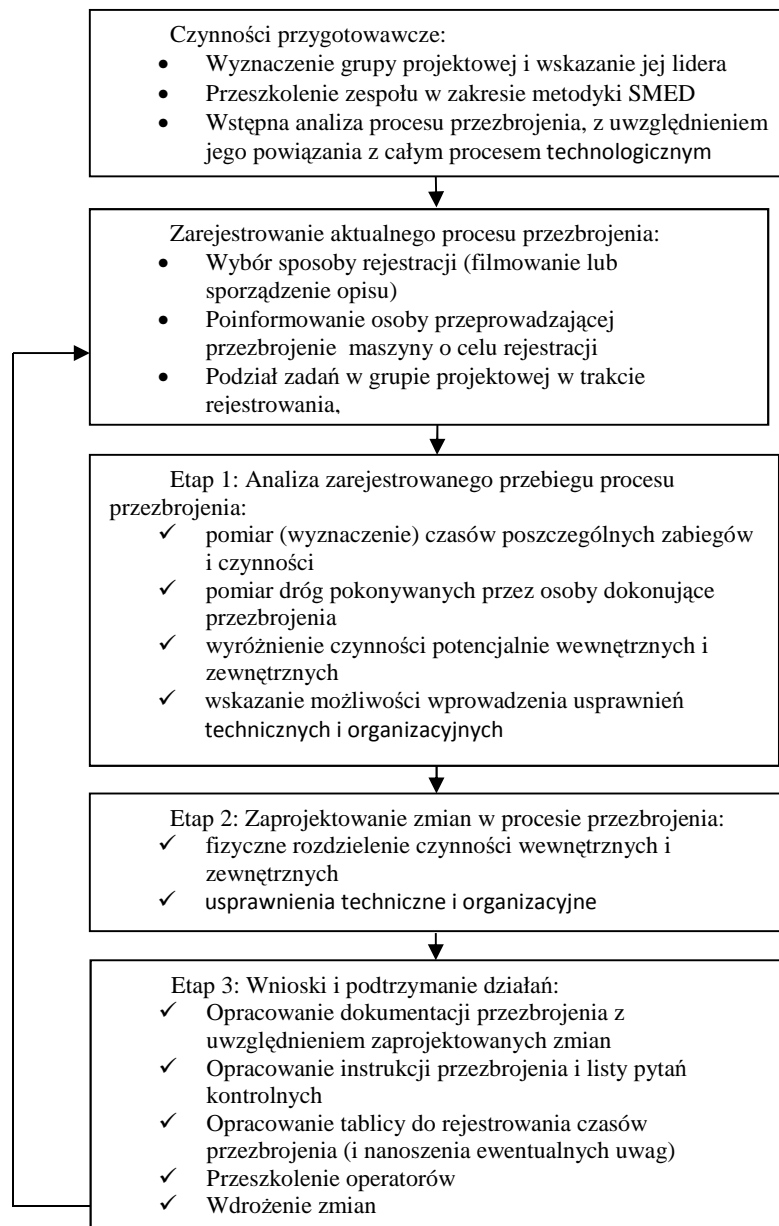 Czynności przygotowawcze:
• Wyznaczenie grupy projektowej i wskazanie jej lidera
• Przeszkolenie zespołu w zakresie metodyki SMED
• Wstępna analiza procesu przezbrojenia, z uwzględnieniem
jego powiązania z całym procesem technologicznym
Zarejestrowanie aktualnego procesu przezbrojenia:
• Wybór sposoby rejestracji (filmowanie lub
sporządzenie opisu)
• Poinformowanie osoby przeprowadzającej
przezbrojenie maszyny o celu rejestracji
• Podział zadań w grupie projektowej w trakcie
rejestrowania,
Etap 1: Analiza zarejestrowanego przebiegu procesu
przezbrojenia:
✓ pomiar (wyznaczenie) czasów poszczególnych zabiegów
i czynności
✓ pomiar dróg pokonywanych przez osoby dokonujące
przezbrojenia
✓ wyróżnienie czynności potencjalnie wewnętrznych i
zewnętrznych
✓ wskazanie możliwości wprowadzenia usprawnień
technicznych i organizacyjnych
Etap 2: Zaprojektowanie zmian w procesie przezbrojenia:
✓ fizyczne rozdzielenie czynności wewnętrznych i
zewnętrznych
✓ usprawnienia techniczne i organizacyjne
Etap 3: Wnioski i podtrzymanie działań:
✓ Opracowanie dokumentacji przezbrojenia z
uwzględnieniem zaprojektowanych zmian
✓ Opracowanie instrukcji przezbrojenia i listy pytań
kontrolnych
✓ Opracowanie tablicy do rejestrowania czasów
przezbrojenia (i nanoszenia ewentualnych uwag)
✓ Przeszkolenie operatorów
✓ Wdrożenie zmian